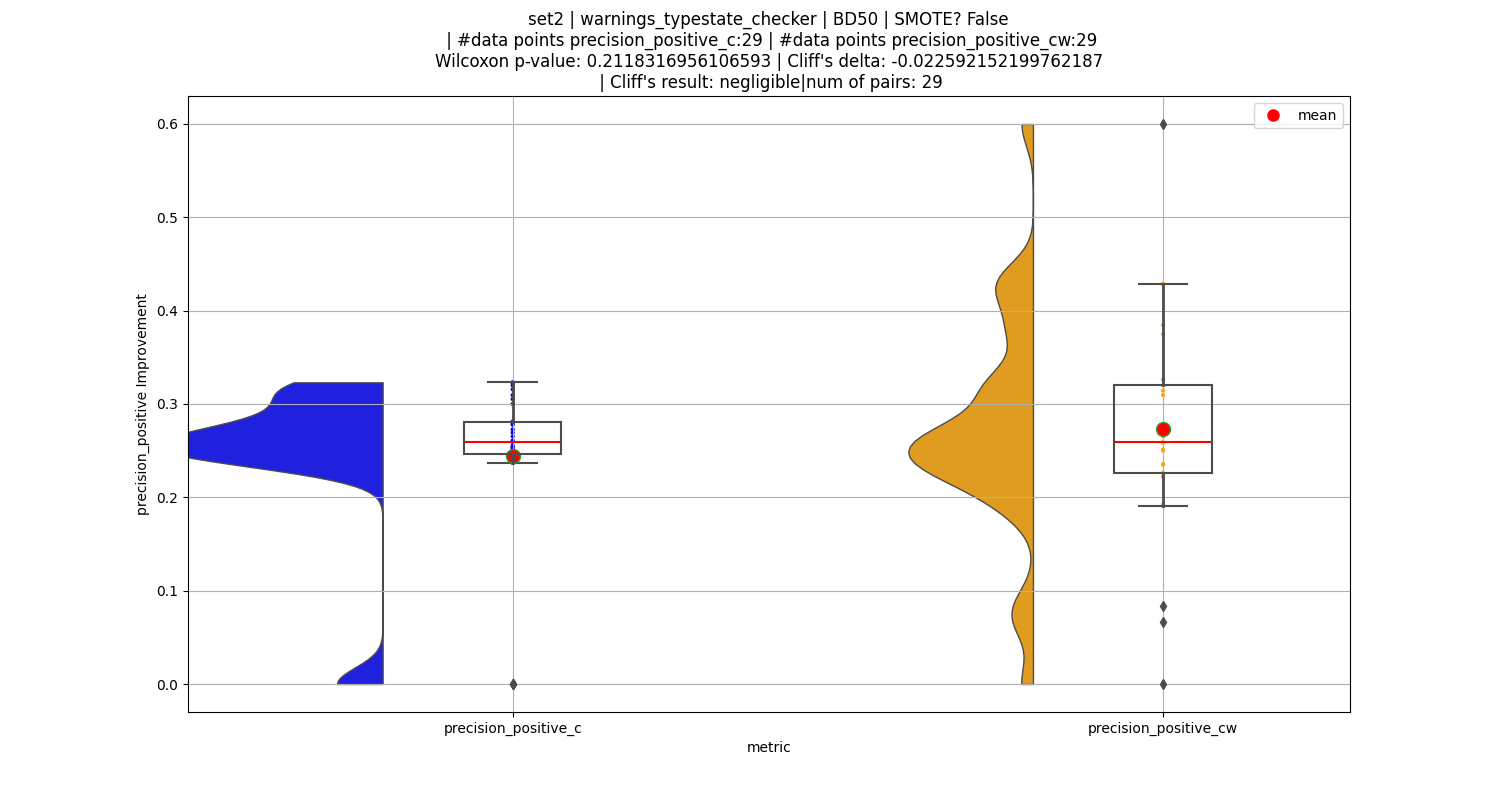 set2 | warnings_typestate_checker | BD50 | SMOTE? False
| #data points precision_positive_c:29 | #data points precision_positive_cw:29
Wilcoxon p-value: 0.2118316956106593 | Cliff's delta: -0.022592152199762187
| Cliff's result: negligible|num of pairs: 29
mean
0.6
0.5
0.4
0.3
0.2
0.1
0.0
precision_positive Improvement
precision_positive_c
precision_positive_cw
metric